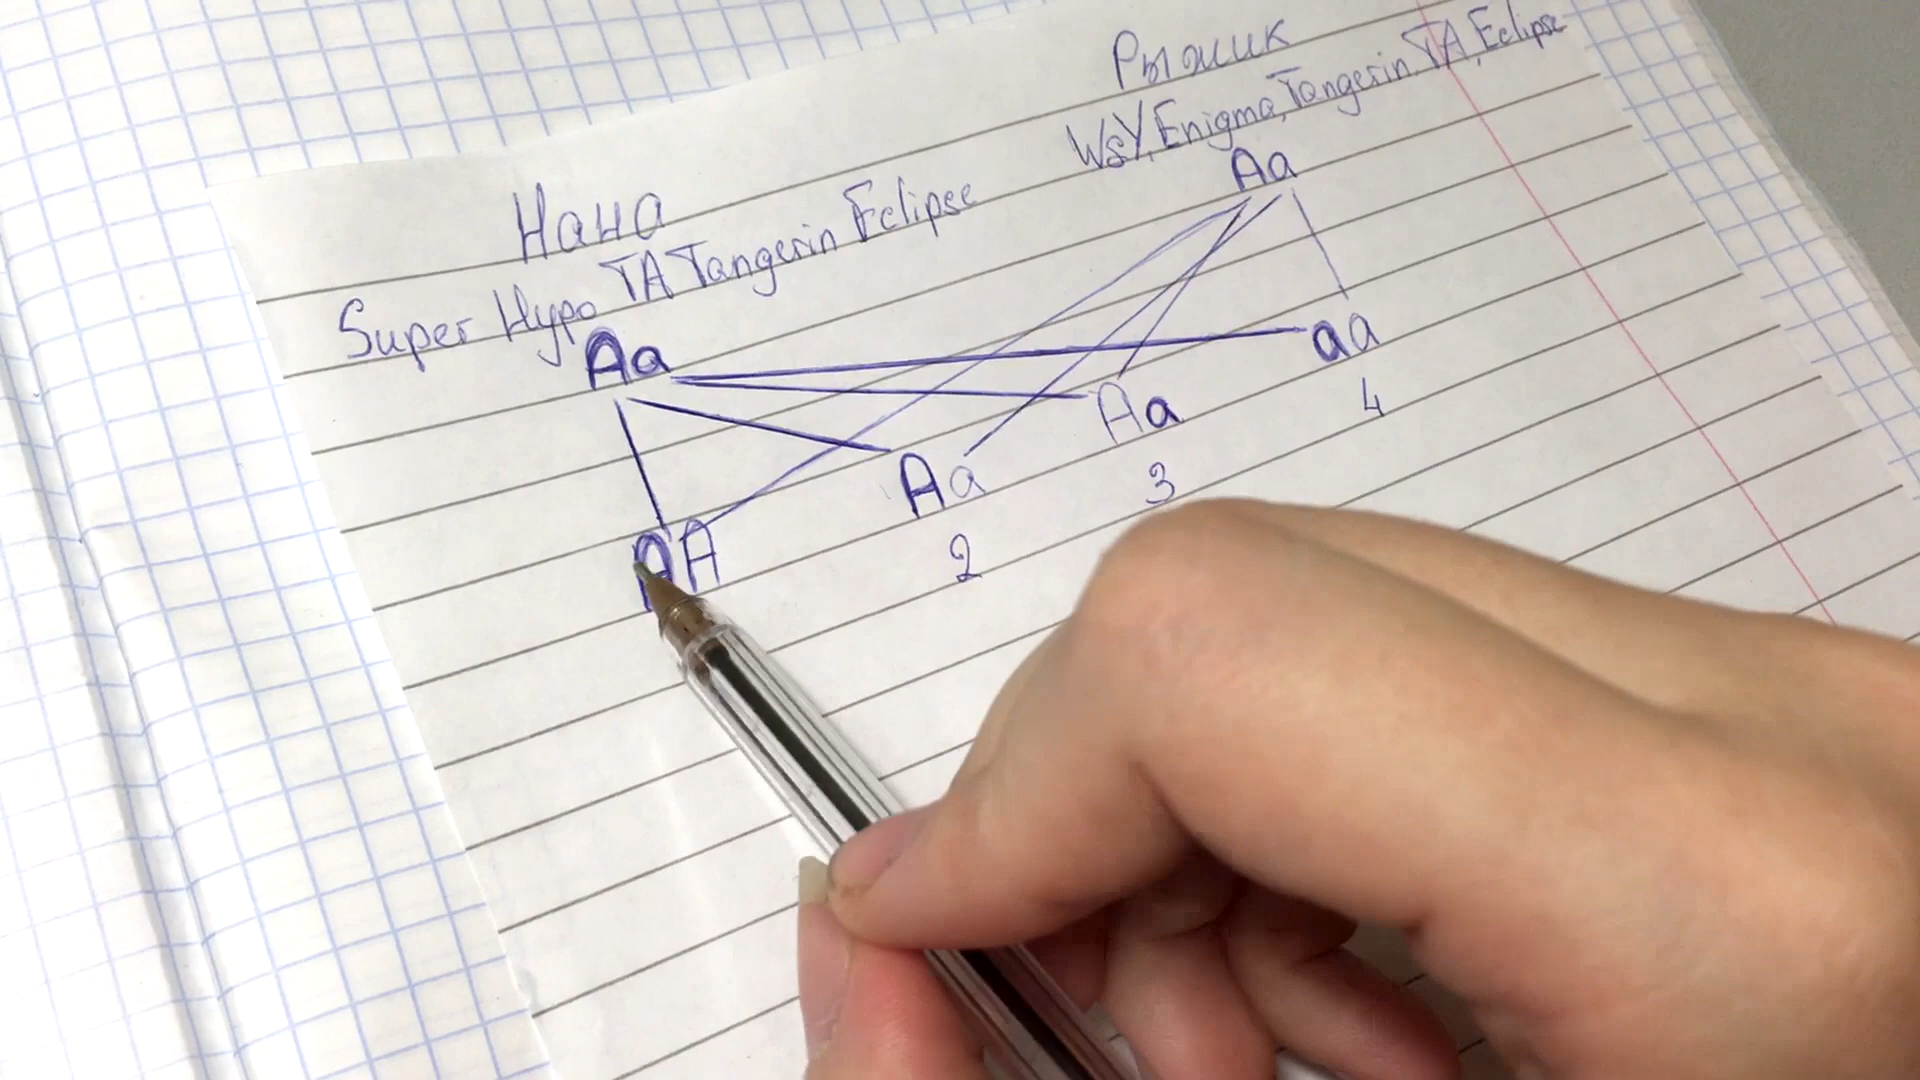 Рыжик
W&Y, Enigma, Tangerin, TA, Eclipse
Aa
Нана
Super Hypo TA Tangerin Eclipse
Aa
aa
4
Aa
3
Aa
2
AA